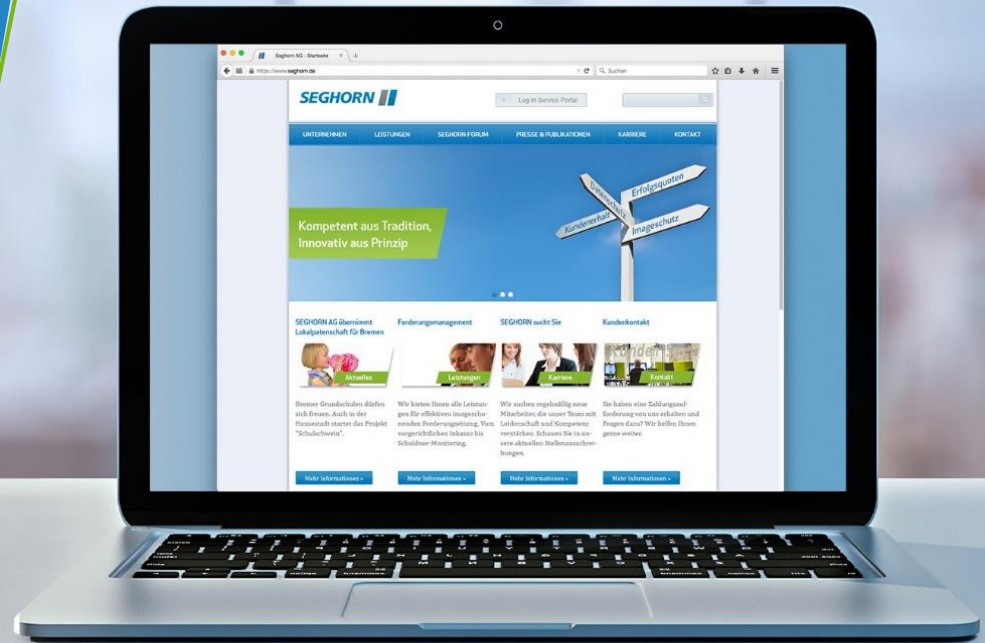 Seghorn AG - Startseite
https://www.seghorn.de
Suchen
SEGHORN
Log-in Service Portal
UNTERNEHMEN
LEISTUNGEN
SEGHORN-FORUM
PRESSE & PUBLIKATIONEN
KARRIERE
KONTAKT
Datenschutz
Erfolgsquoten
Kundenerhalt
Imageschutz
Kompetent aus Tradition,
Innovativ aus Prinzip
SEGHORN AG übernimmt
Lokalpatenschaft für Bremen
Aktuelles
Bremer Grundschulen dürfen
sich freuen. Auch in der
Hansestadt startet das Projekt
"Schulschwein".
Mehr Informationen »
Forderungsmanagement
Leistungen
Wir bieten Ihnen alle Leistun-
gen für effektiven imagescho-
nenden Forderungseinzug. Vom
vorgerichtlichen Inkasso bis
Schuldner-Monitoring.
Mehr Informationen »
SEGHORN sucht Sie
Karriere
Wir suchen regelmäßig neue
Mitarbeiter, die unser Team mit
Leidenschaft und Kompetenz
verstärken. Schauen Sie in un-
sere aktuellen Stellenausschrei-
bungen.
Mehr Informationen »
Kundenkontakt
Kontakt
Sie haben eine Zahlungsauf-
forderung von uns erhalten und
Fragen dazu? Wir helfen Ihnen
gerne weiter.
Mehr Informationen »